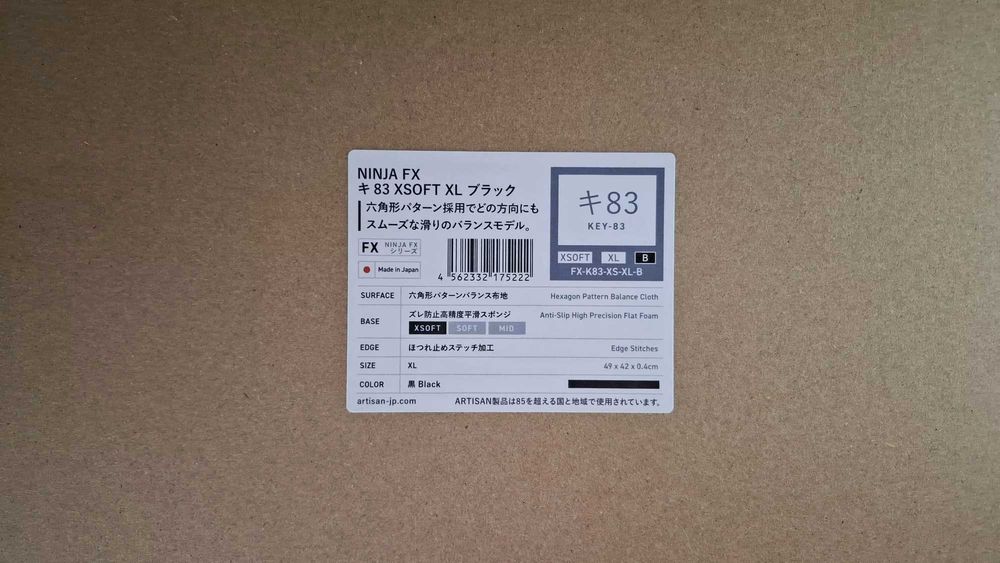 NINJA FX
キ 83 XSOFT XL ブラック
六角形パターン採用でどの方向にも
スムーズな滑りのバランスモデル。
キ83
KEY-83
XSOFT XL B
FX-K83-XS-XL-B
FX NINJA FX
シリーズ
Made in Japan
4 562332 175222
SURFACE 六角形パターンバランス布地 Hexagon Pattern Balance Cloth
BASE ズレ防止高精度平滑スポンジ Anti-Slip High Precision Flat Foam
XSOFT SOFT MID
EDGE ほつれ止めステッチ加工 Edge Stitches
SIZE XL 49 x 42 x 0.4cm
COLOR 黒 Black
artisan-jp.com ARTISAN製品は85を超える国と地域で使用されています。